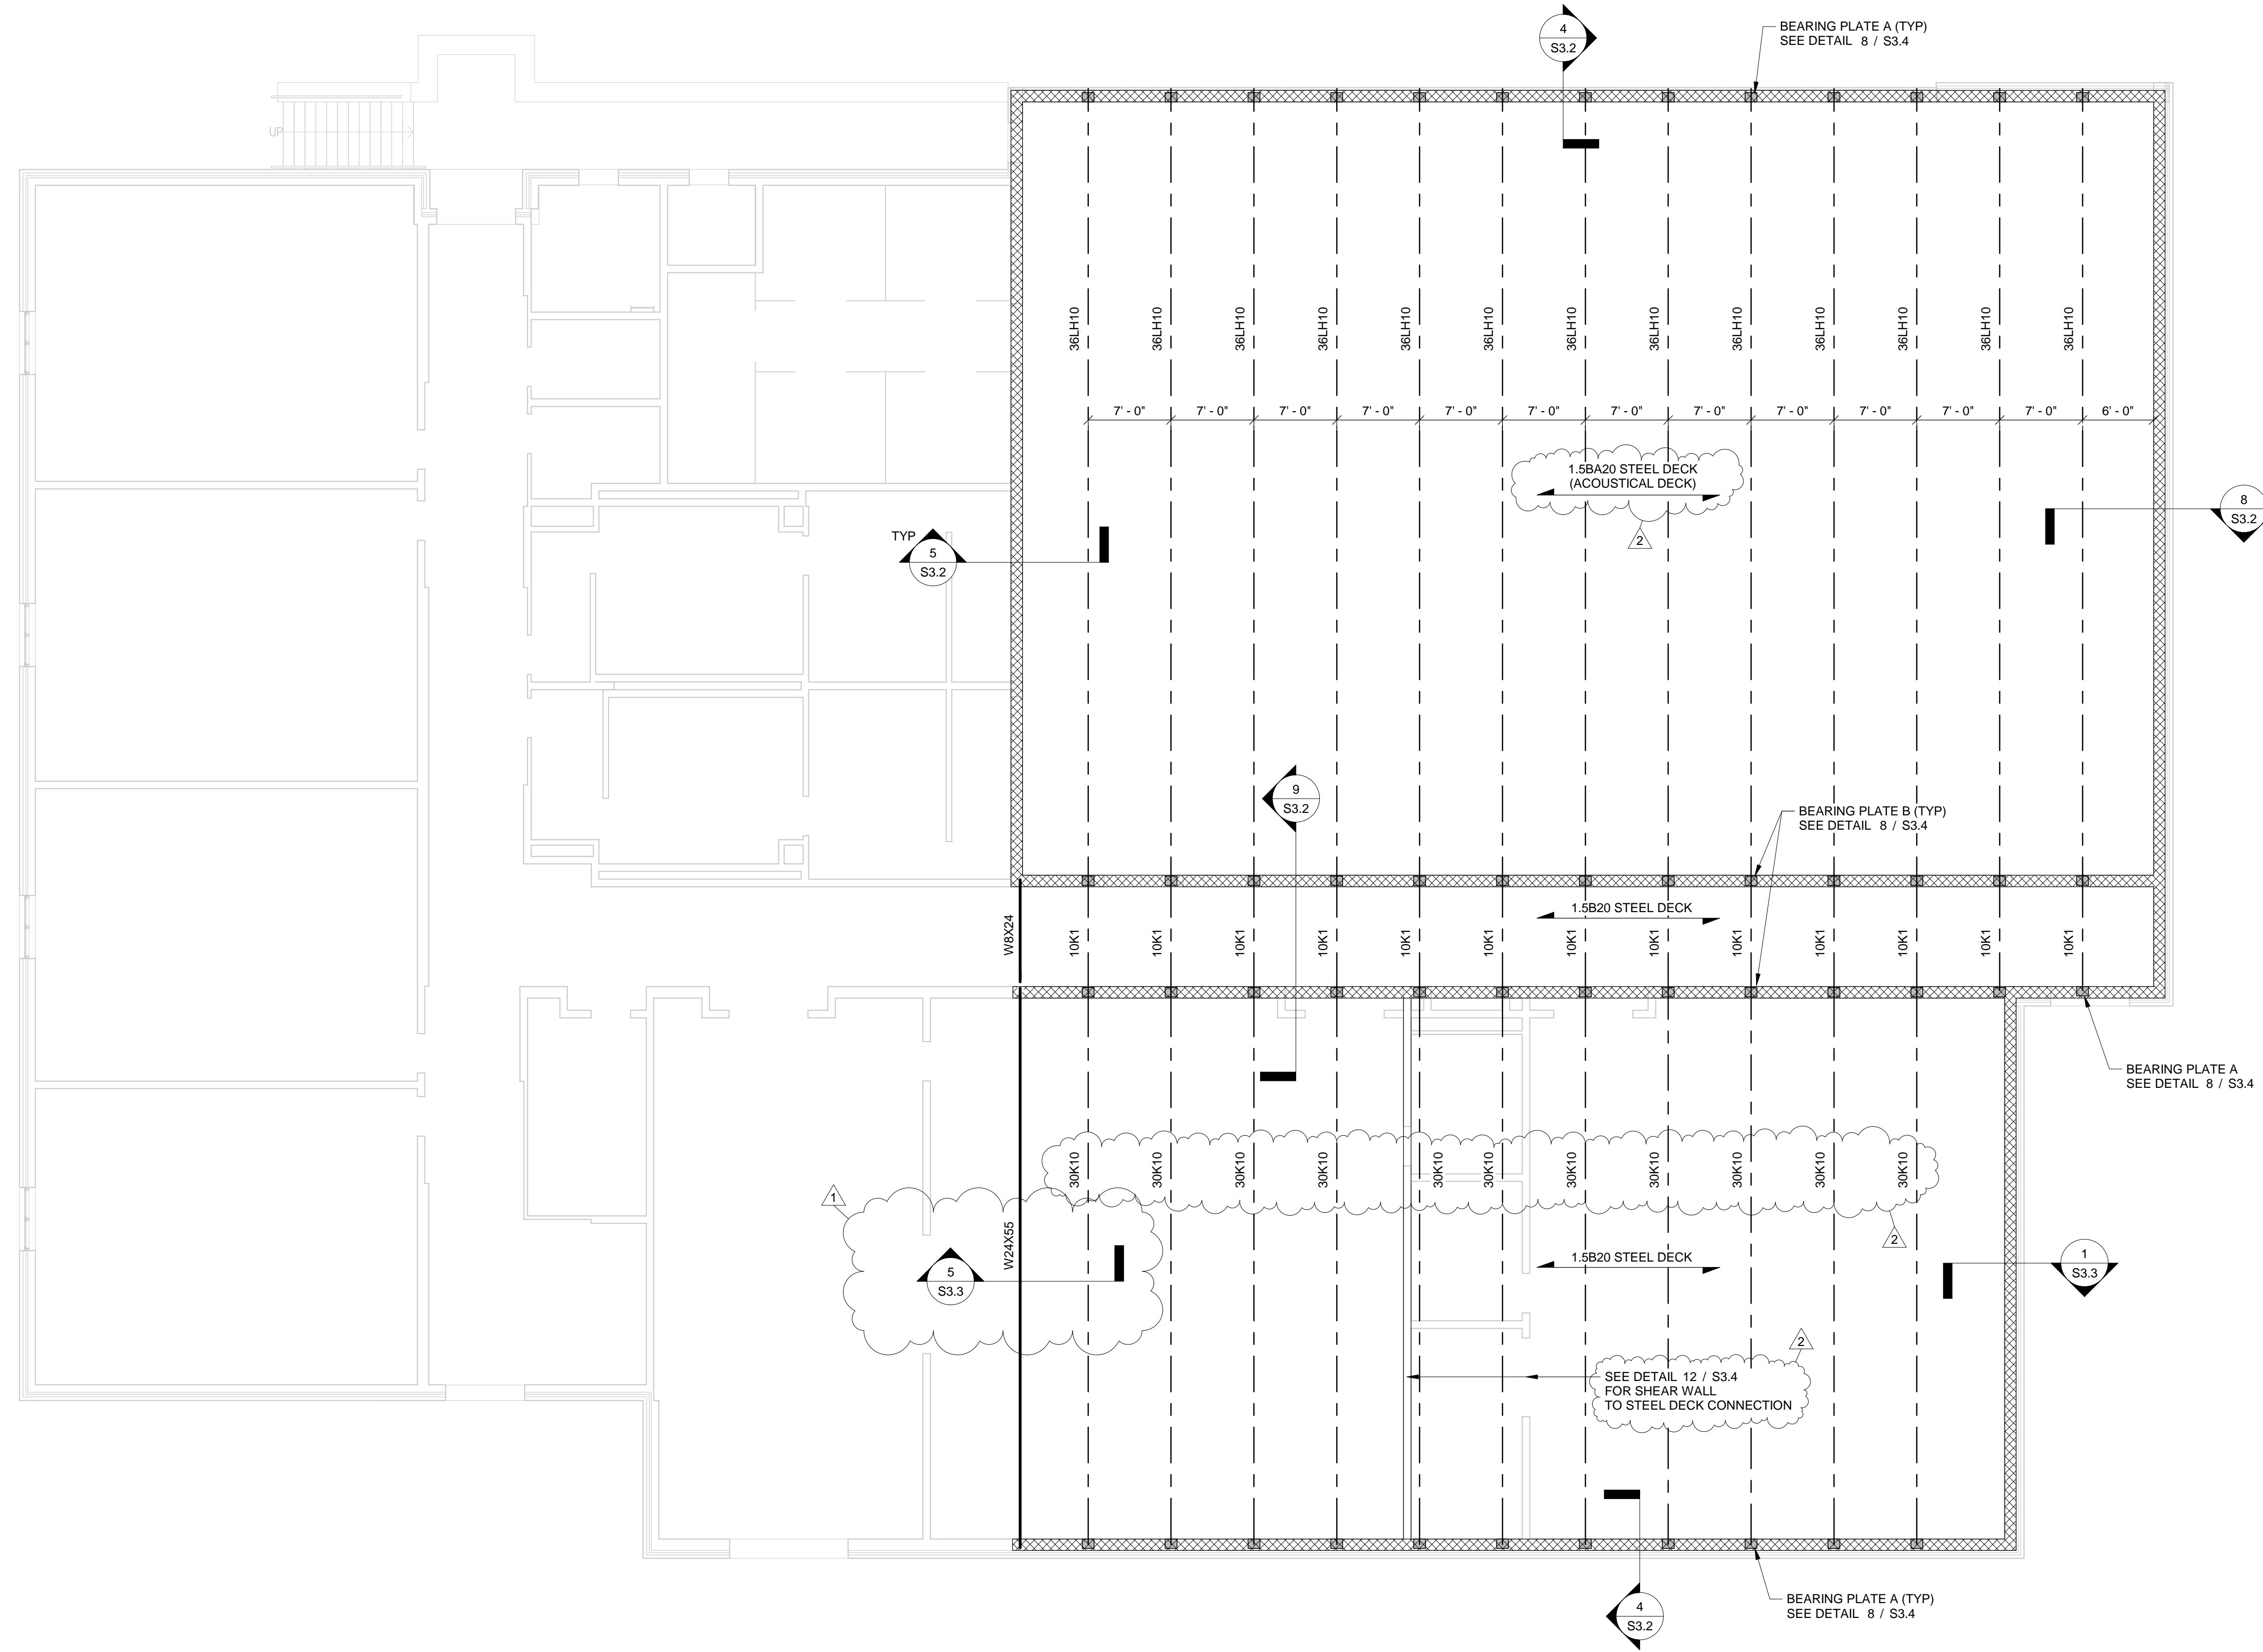 4
S3.2
BEARING PLATE A (TYP)
SEE DETAIL 8 / S3.4
UP
36LH10
36LH10
36LH10
36LH10
36LH10
36LH10
36LH10
36LH10
36LH10
36LH10
36LH10
36LH10
36LH10
7' - 0"
7' - 0"
7' - 0"
7' - 0"
7' - 0"
7' - 0"
7' - 0"
7' - 0"
7' - 0"
7' - 0"
7' - 0"
7' - 0"
6' - 0"
1.5BA20 STEEL DECK
(ACOUSTICAL DECK)
2
8
S3.2
TYP
5
S3.2
9
S3.2
BEARING PLATE B (TYP)
SEE DETAIL 8 / S3.4
1.5B20 STEEL DECK
W8X24
10K1
10K1
10K1
10K1
10K1
10K1
10K1
10K1
10K1
10K1
10K1
10K1
10K1
BEARING PLATE A
SEE DETAIL 8 / S3.4
30K10
30K10
30K10
30K10
30K10
30K10
30K10
30K10
30K10
30K10
30K10
1
2
W24X55
5
S3.3
1.5B20 STEEL DECK
1
S3.3
2
SEE DETAIL 12 / S3.4
FOR SHEAR WALL
TO STEEL DECK CONNECTION
4
S3.2
BEARING PLATE A (TYP)
SEE DETAIL 8 / S3.4